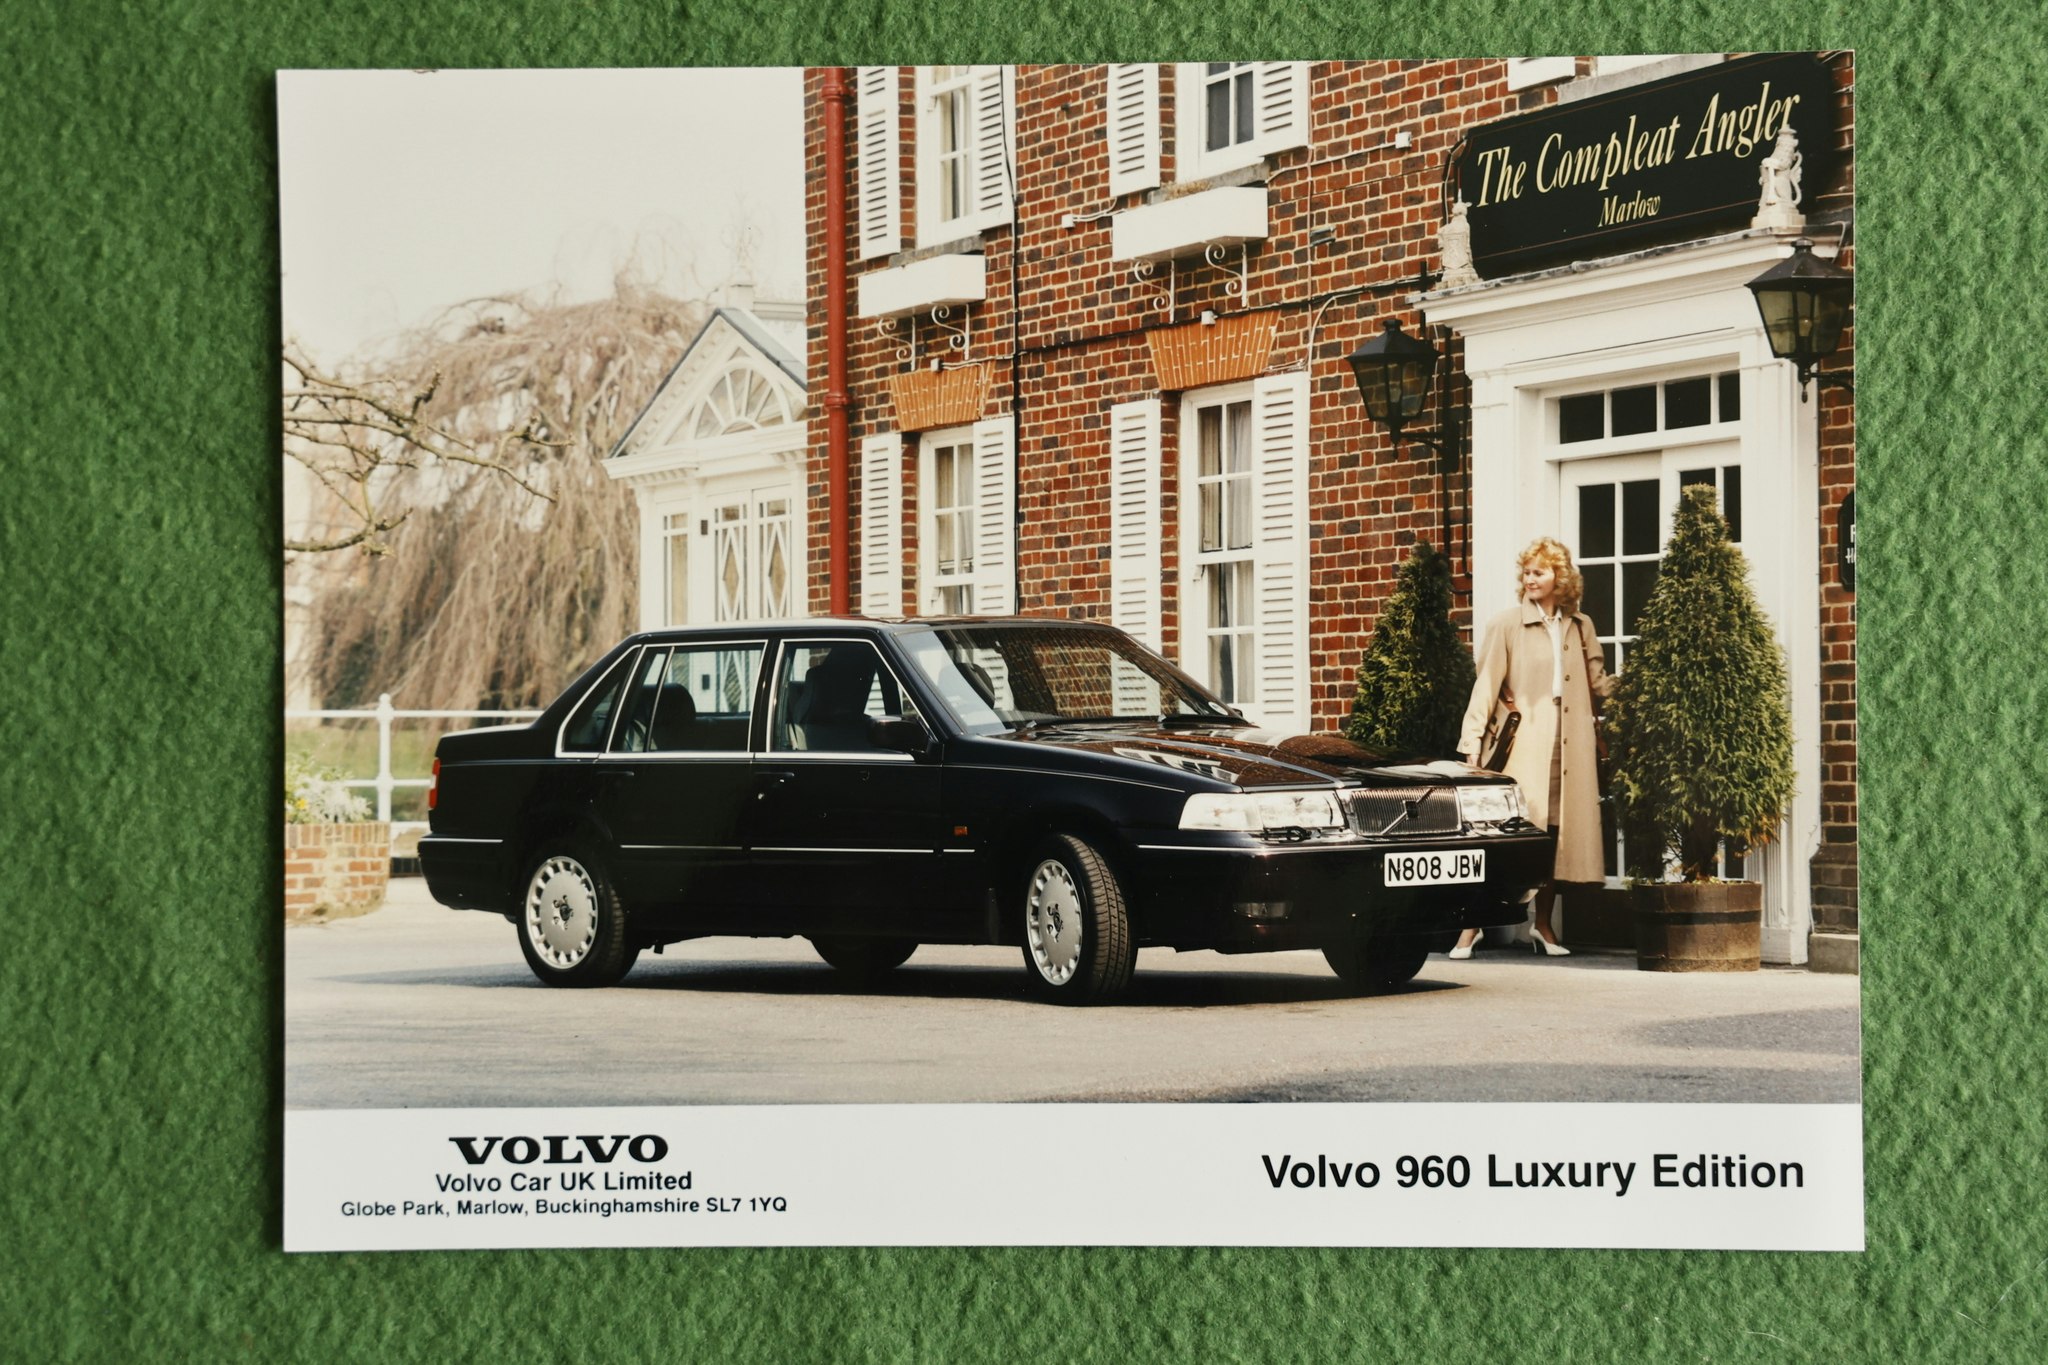 The Compleat Angler
Marlow
N808 JBW
VOLVO
Volvo Car UK Limited
Globe Park, Marlow, Buckinghamshire SL7 1YQ
Volvo 960 Luxury Edition